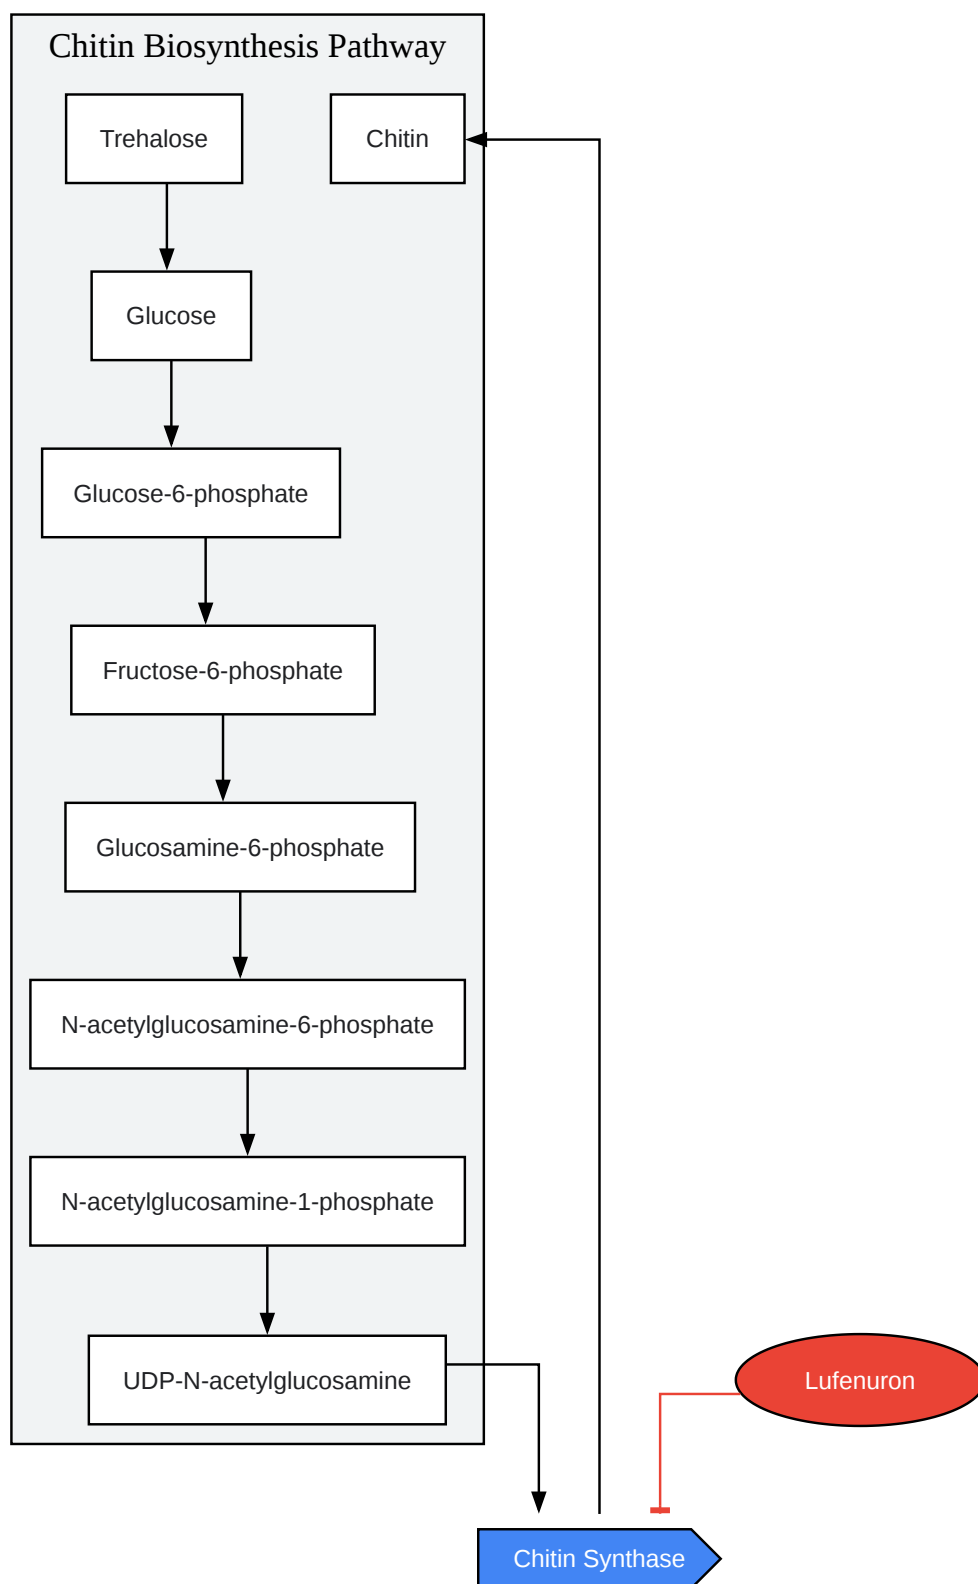 Chitin Biosynthesis Pathway
Trehalose
Chitin
Glucose
Glucose-6-phosphate
Fructose-6-phosphate
Glucosamine-6-phosphate
N-acetylglucosamine-6-phosphate
N-acetylglucosamine-1-phosphate
UDP-N-acetylglucosamine
Lufenuron
Chitin Synthase